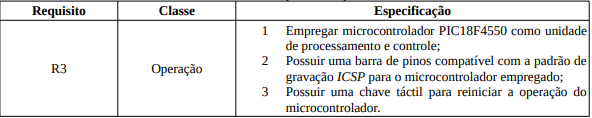 Requisito Classe Especificação
1 Empregar microcontrolador PIC18F4550 como unidade
de processamento e controle;
2 Possuir uma barra de pinos compatível com a padrão de
R3 Operação gravação ICSP para o microcontrolador empregado;
3 Possuir uma chave táctil para reiniciar a operação do
microcontrolador.